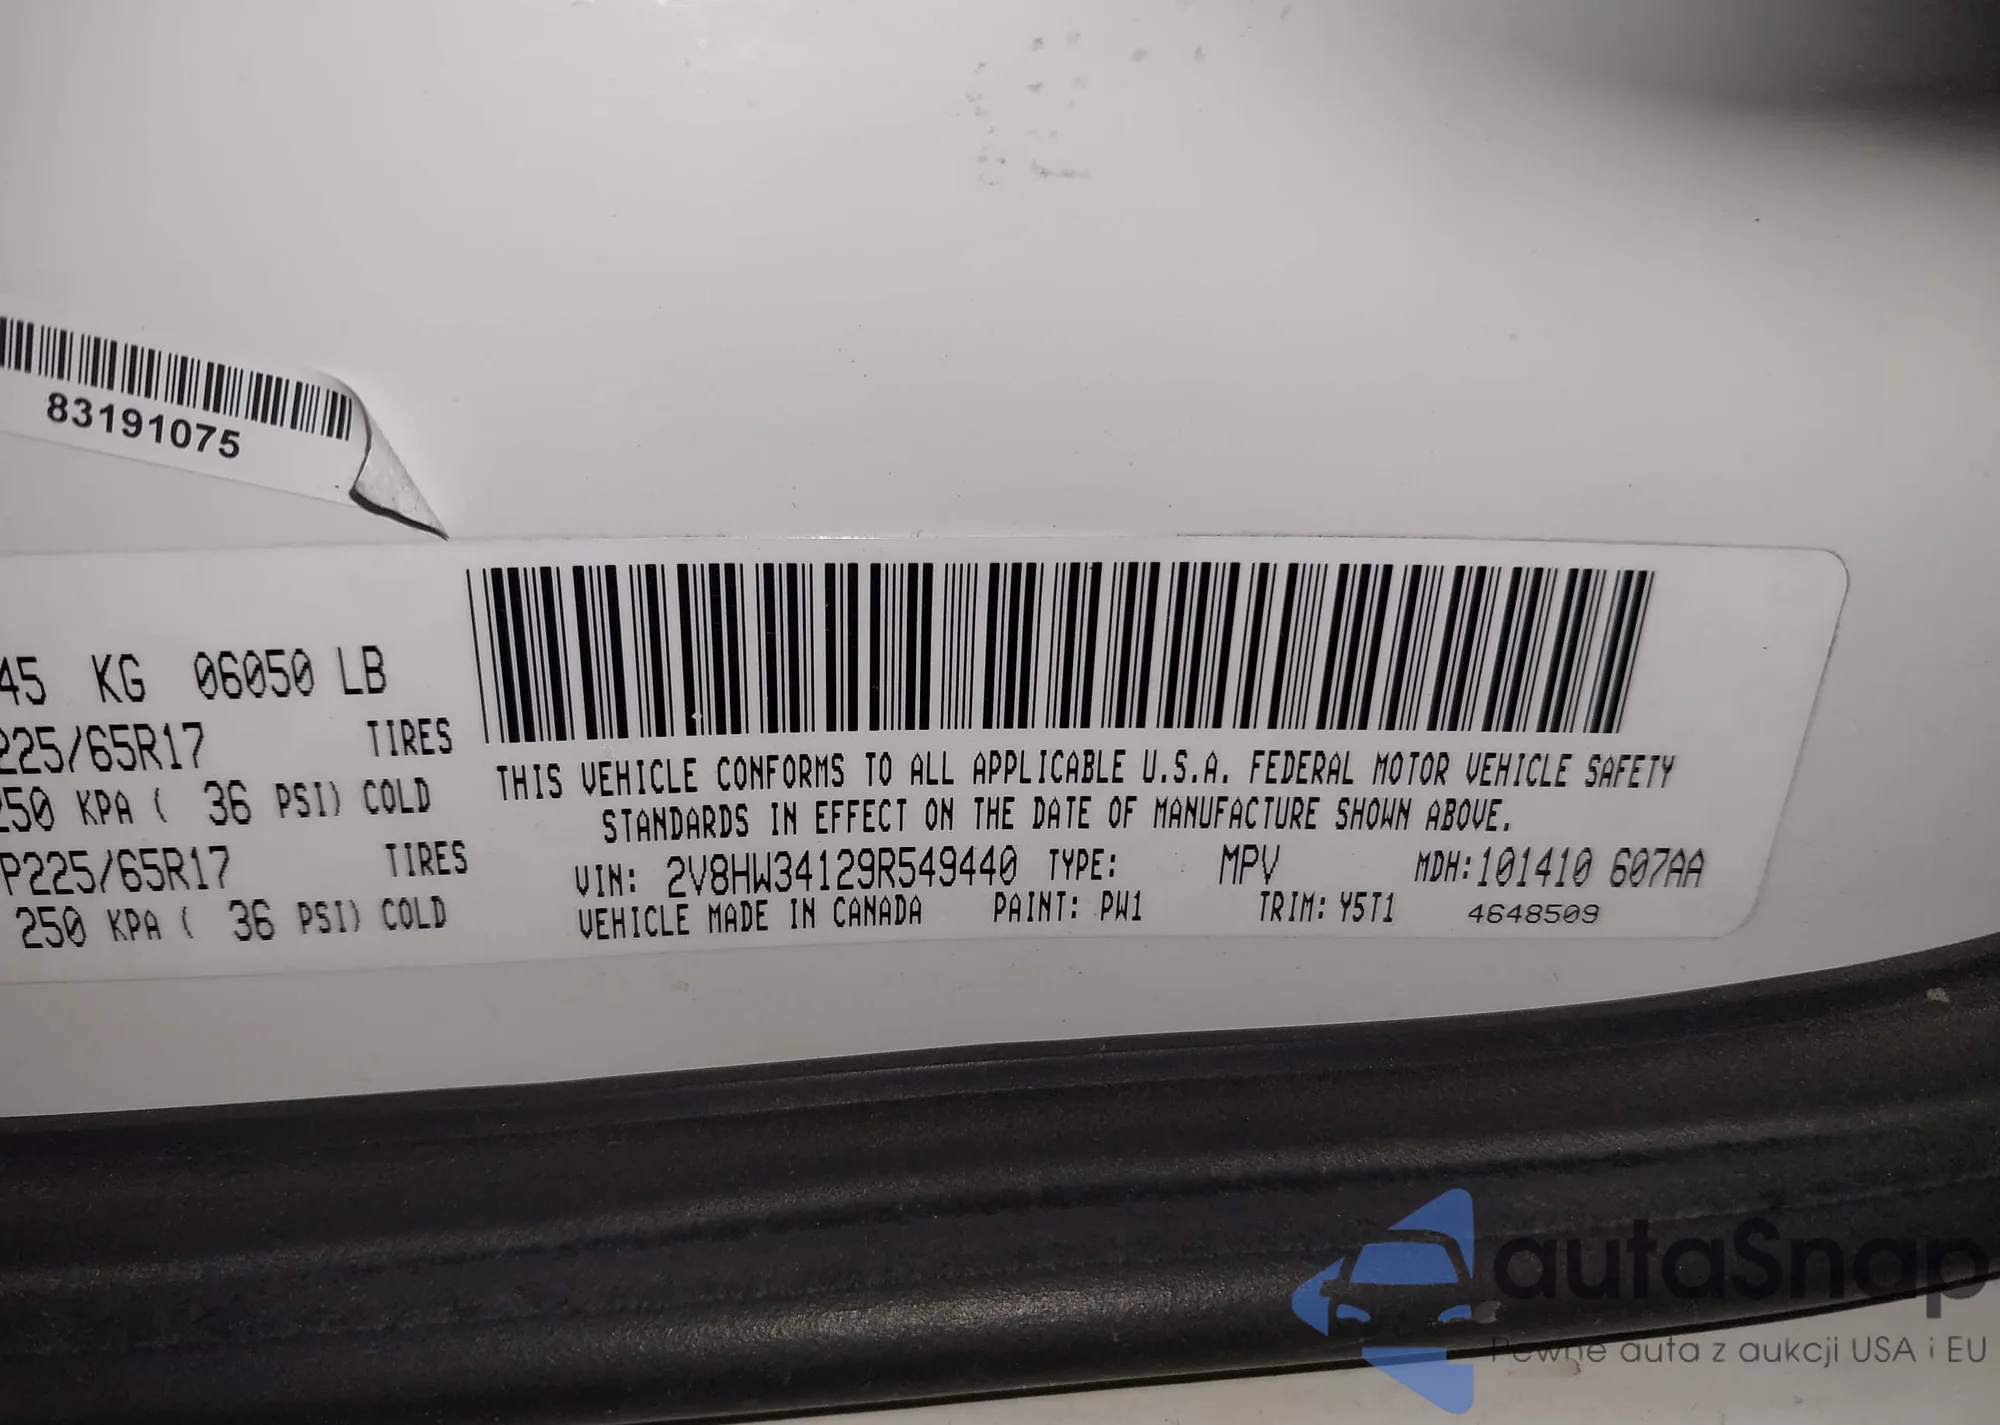 83191075
45 KG 06050 LB
225/65R17 TIRES
250 KPA ( 36 PSI) COLD
P225/65R17 TIRES
250 KPA ( 36 PSI) COLD
THIS VEHICLE CONFORMS TO ALL APPLICABLE U.S.A. FEDERAL MOTOR VEHICLE SAFETY
STANDARDS IN EFFECT ON THE DATE OF MANUFACTURE SHOWN ABOVE.
VIN: 2V8HW34129R549440 TYPE: MPV MDH:101410 607AA
VEHICLE MADE IN CANADA PAINT: PW1 TRIM: Y5T1 4648509
autaSnap
Pewne auta z aukcji USA i EU